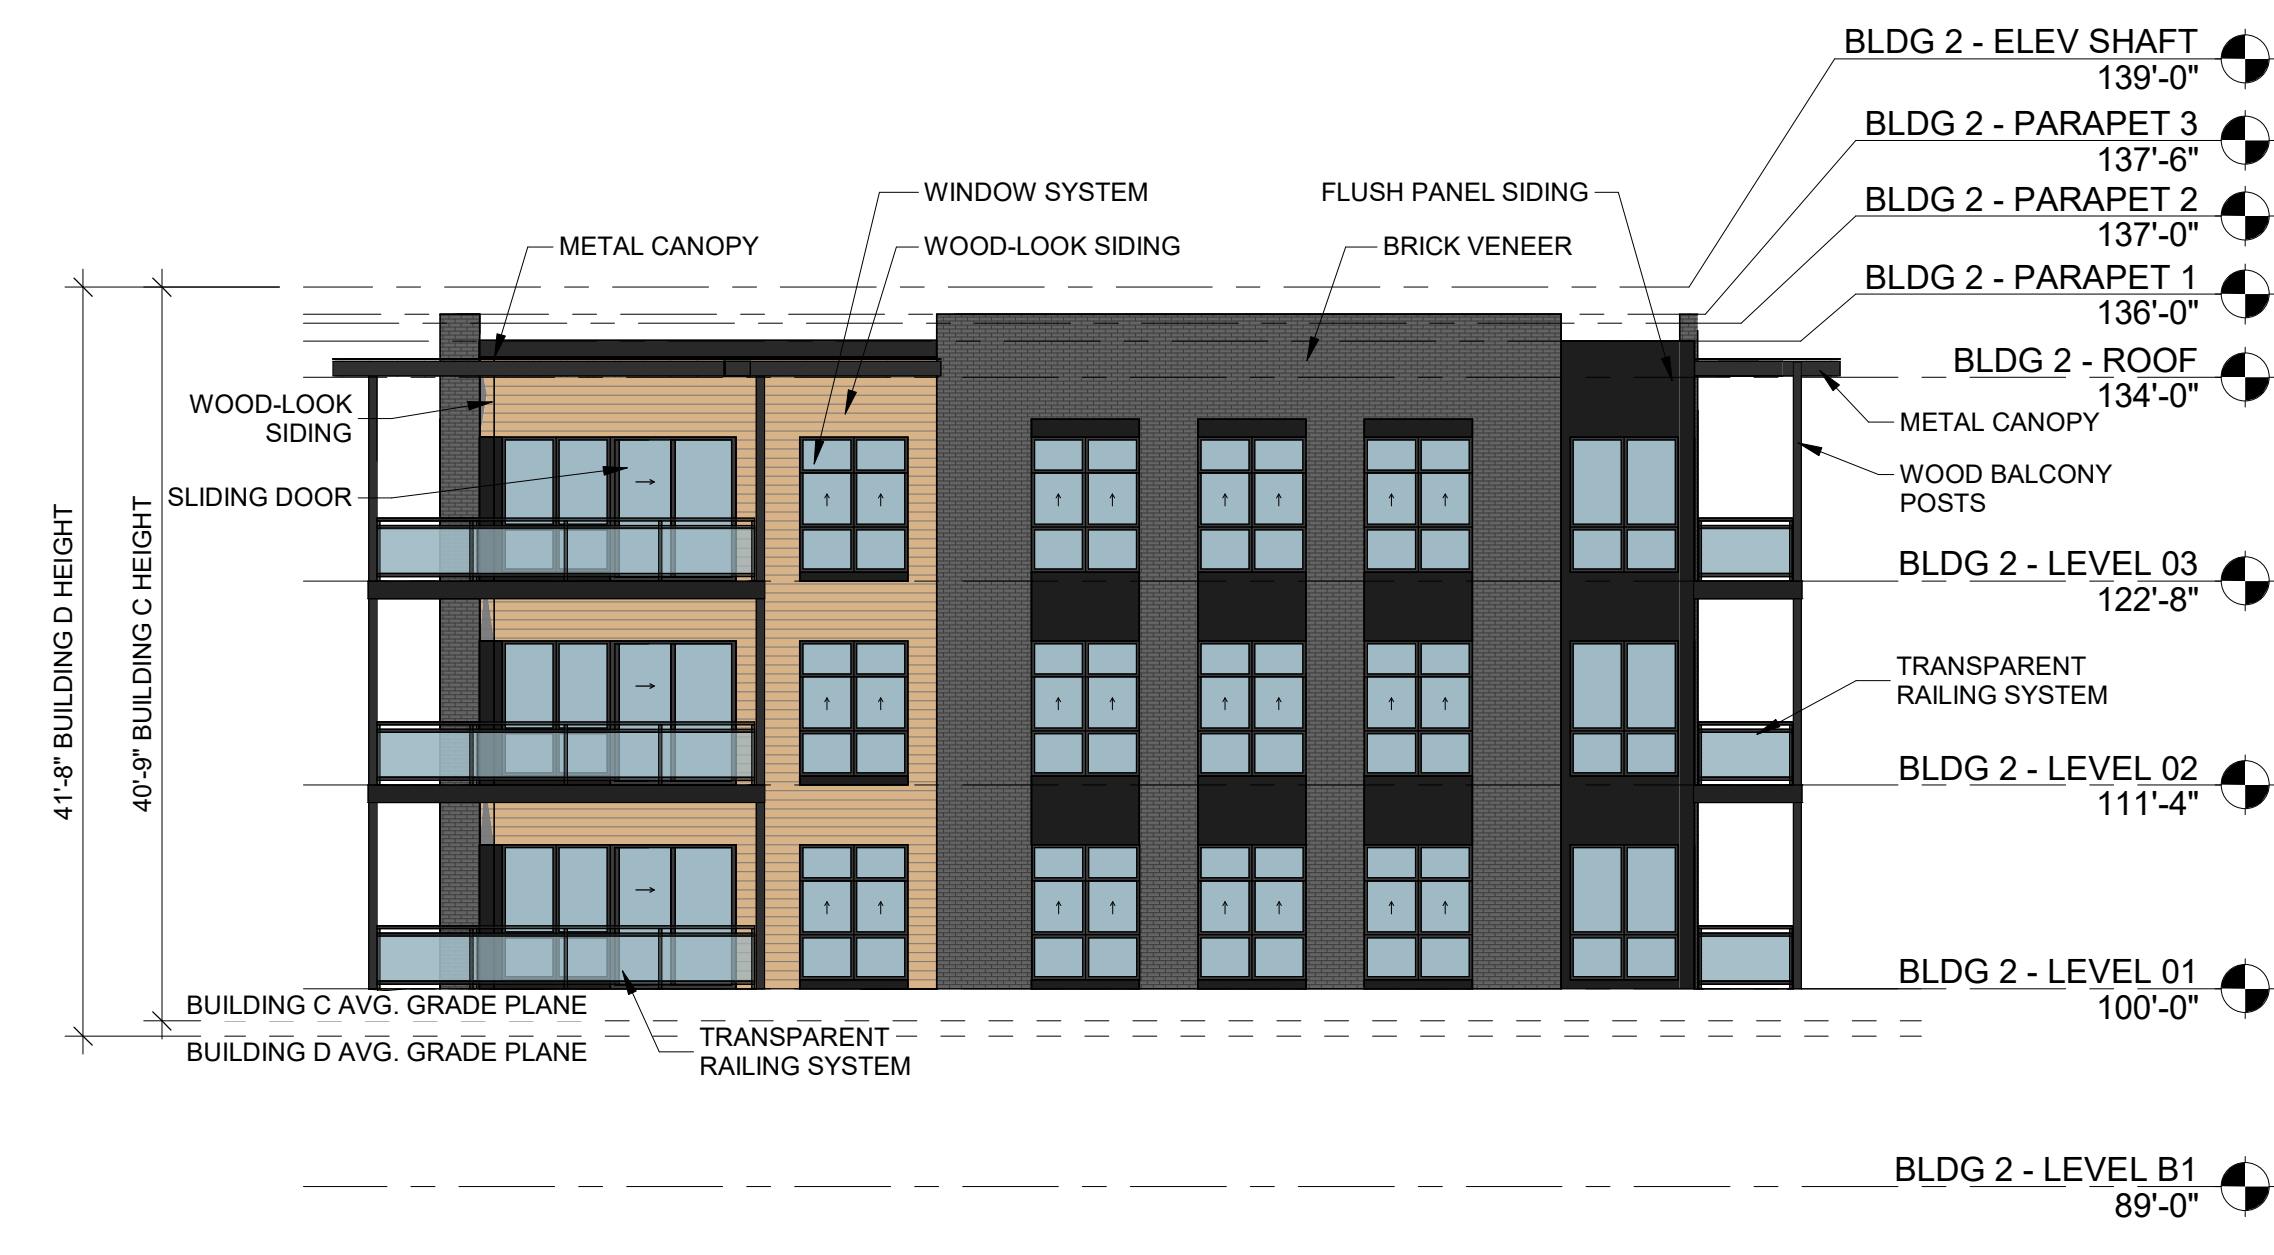 BLDG 2 - ELEV SHAFT
139'-0"
BLDG 2 - PARAPET 3
137'-6"
WINDOW SYSTEM
FLUSH PANEL SIDING
BLDG 2 - PARAPET 2
137'-0"
METAL CANOPY
WOOD-LOOK SIDING
BRICK VENEER
BLDG 2 - PARAPET 1
136'-0"
BLDG 2 - ROOF
134'-0"
WOOD-LOOK
SIDING
METAL CANOPY
SLIDING DOOR
WOOD BALCONY
POSTS
41'-8" BUILDING D HEIGHT
40'-9" BUILDING C HEIGHT
BLDG 2 - LEVEL 03
122'-8"
TRANSPARENT
RAILING SYSTEM
BLDG 2 - LEVEL 02
111'-4"
BLDG 2 - LEVEL 01
100'-0"
BUILDING C AVG. GRADE PLANE
BUILDING D AVG. GRADE PLANE
TRANSPARENT
RAILING SYSTEM
BLDG 2 - LEVEL B1
89'-0"